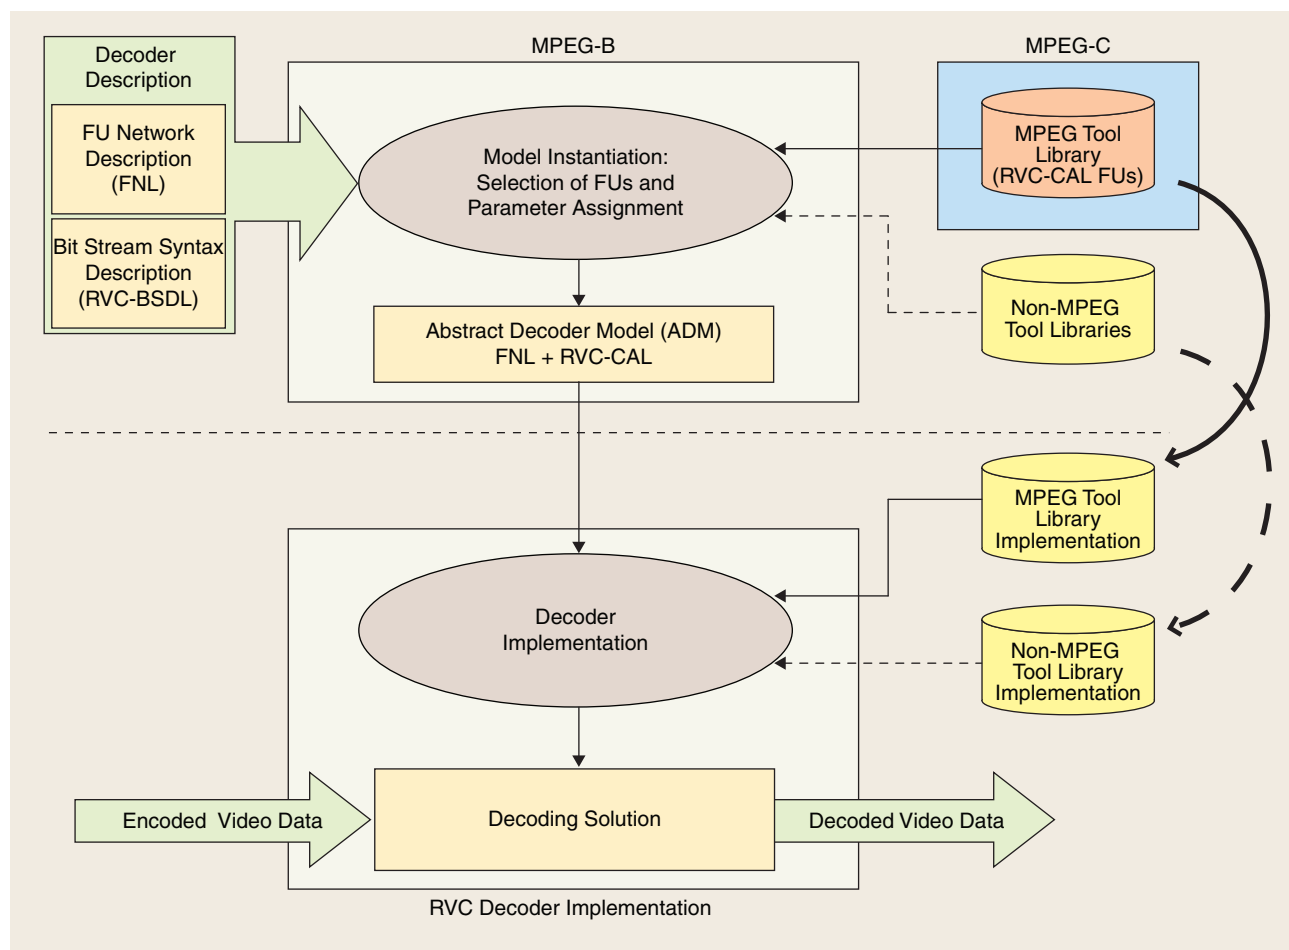 MPEG-B
MPEG-C
Decoder
Description
FU Network
Description
(FNL)
Bit Stream Syntax
Description
(RVC-BSDL)
Model Instantiation:
Selection of FUs and
Parameter Assignment
MPEG Tool
Library
(RVC-CAL FUs)
Non-MPEG
Tool Libraries
Abstract Decoder Model (ADM)
FNL + RVC-CAL
MPEG Tool
Library
Implementation
Decoder
Implementation
Non-MPEG
Tool Library
Implementation
Encoded Video Data
Decoding Solution
Decoded Video Data
RVC Decoder Implementation